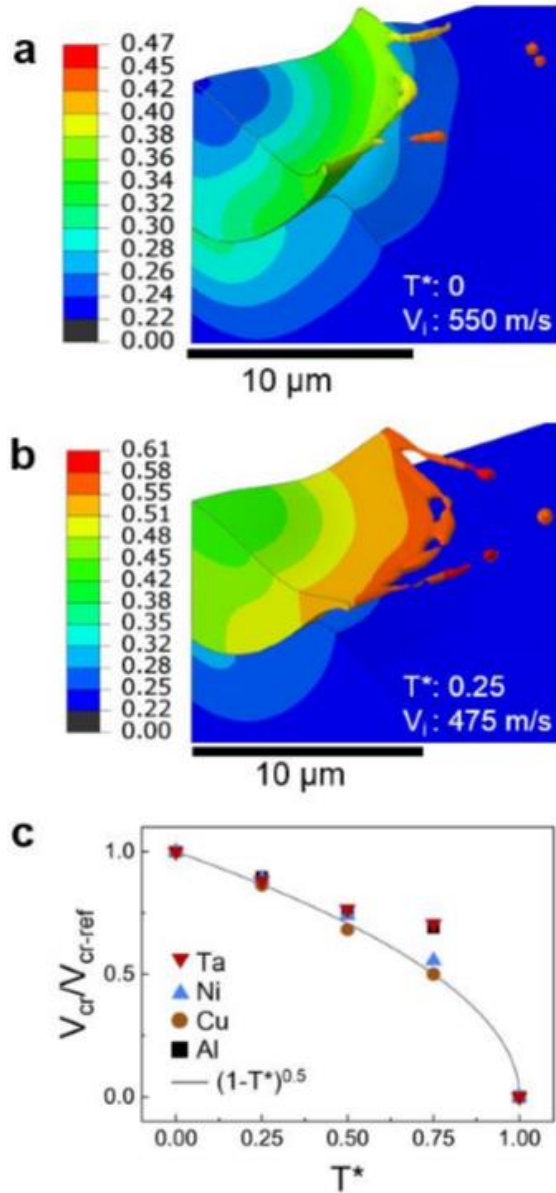 a
0.47
0.45
0.42
0.40
0.38
0.36
0.34
0.30
0.28
0.26
0.24
0.22
0.00
T*: 0
Vi: 550 m/s
10 μm
b
0.61
0.58
0.55
0.51
0.48
0.45
0.42
0.38
0.35
0.32
0.28
0.25
0.22
0.00
T*: 0.25
Vi: 475 m/s
10 μm
c
1.0
0.5
0.0
Vcr/Vcr-ref
Ta
Ni
Cu
Al
(1-T*)0.5
0.00 0.25 0.50 0.75 1.00
T*